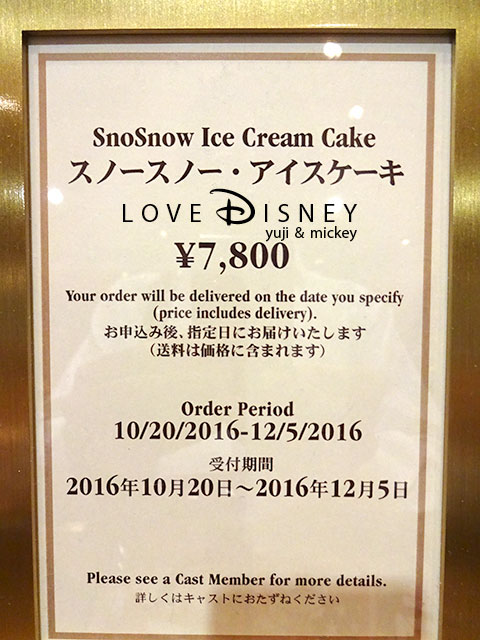 SnoSnow Ice Cream Cake
スノースノー・アイスケーキ
LOVE DISNEY
yuji & mickey
¥7,800
Your order will be delivered on the date you specify
(price includes delivery).
お申込み後、指定日にお届けいたします
（送料は価格に含まれます）
Order Period
10/20/2016-12/5/2016
受付期間
2016年10月20日〜2016年12月5日
Please see a Cast Member for more details.
詳しくはキャストにおたずねください